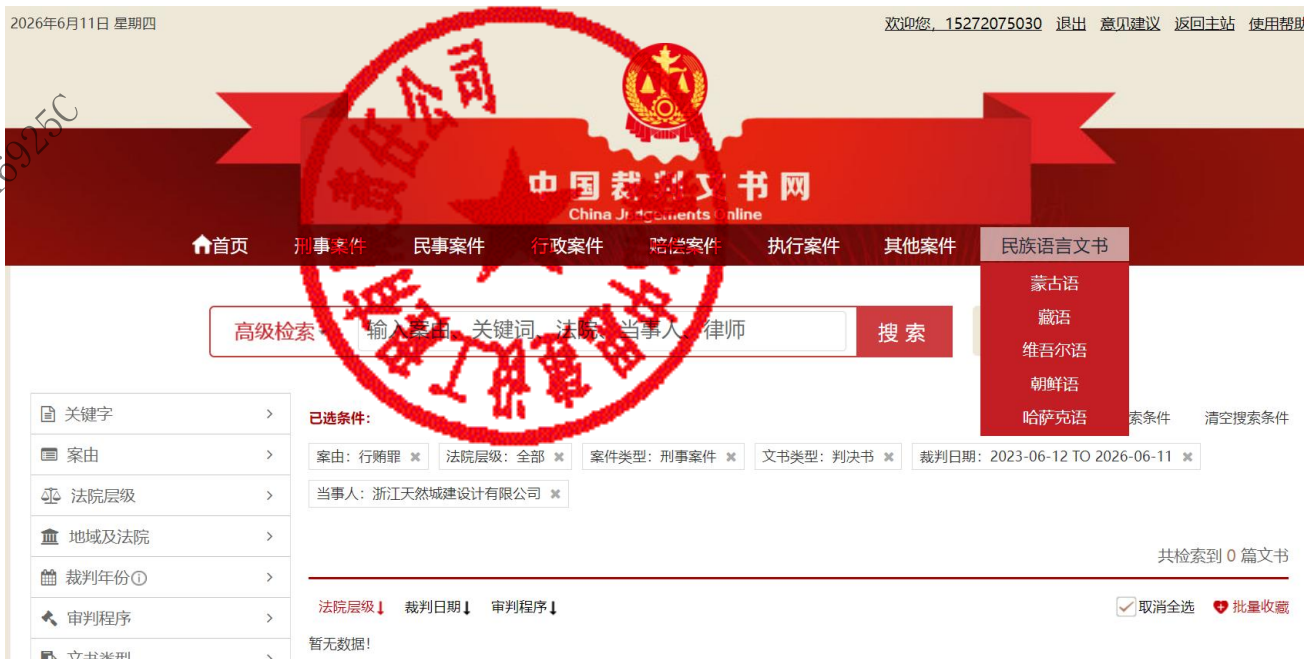 2026年6月11日 星期四
欢迎您，15272075030 退出 意见建议 返回主站 使用帮助
6925C
中国裁判文书网
China Judgements Online
首页 刑事案件 民事案件 行政案件 赔偿案件 执行案件 其他案件 民族语言文书
蒙古语
藏语
维吾尔语
朝鲜语
哈萨克语
高级检索 输入案由、关键词、法院、当事人、律师 搜索
关键字
案由
法院层级
地域及法院
裁判年份
审判程序
文书类型
已选条件：
索条件 清空搜索条件
案由：行贿罪 法院层级：全部 案件类型：刑事案件 文书类型：判决书 裁判日期：2023-06-12 TO 2026-06-11
当事人：浙江天然城建设计有限公司
共检索到 0 篇文书
法院层级 裁判日期 审判程序
取消全选 批量收藏
暂无数据！